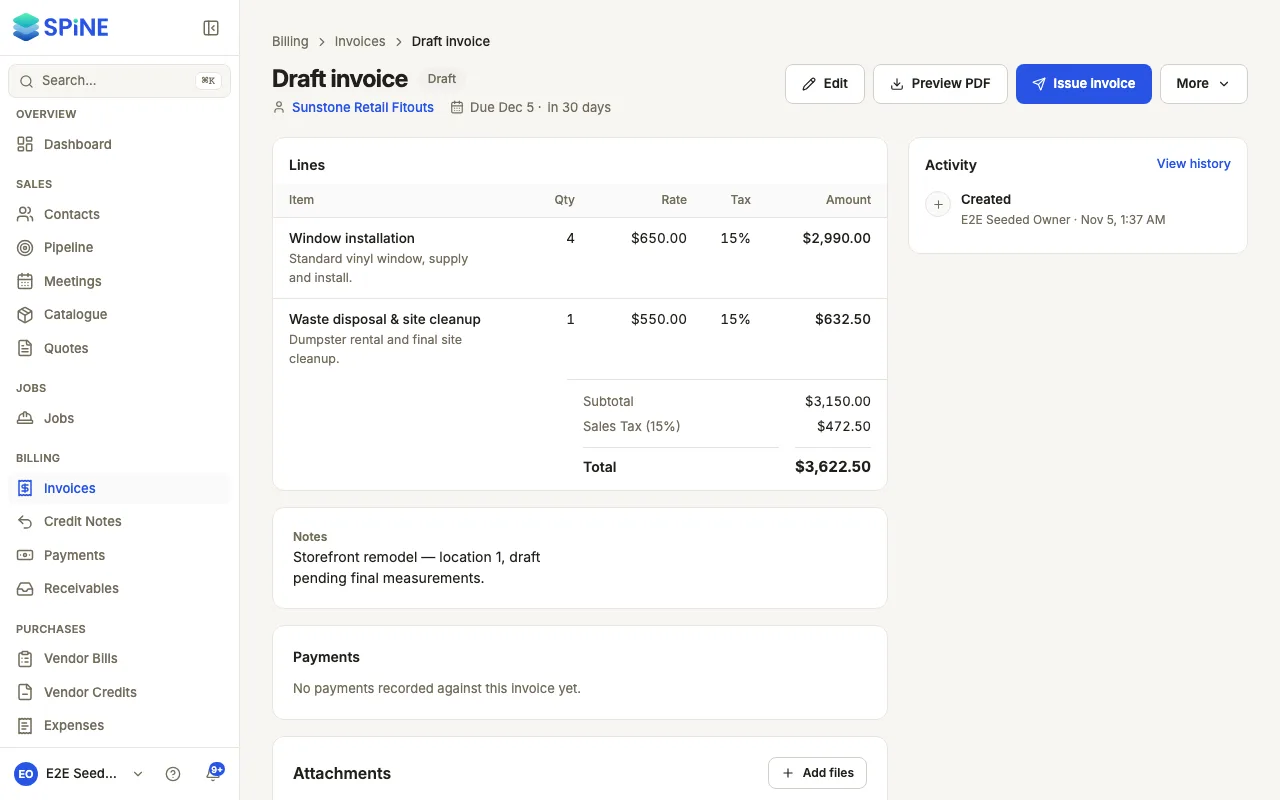 SPiNE
Search...
⌘K
OVERVIEW
Dashboard
SALES
Contacts
Pipeline
Meetings
Catalogue
Quotes
JOBS
Jobs
BILLING
Invoices
Credit Notes
Payments
Receivables
PURCHASES
Vendor Bills
Vendor Credits
Expenses
EO
E2E Seed...
9+
Billing
Invoices
Draft invoice
Draft invoice
Draft
Sunstone Retail Fitouts
Due Dec 5 · in 30 days
Edit
Preview PDF
Issue Invoice
More
Lines
Item Qty Rate Tax Amount
Window installation 4 $650.00 15% $2,990.00
Standard vinyl window, supply
and install.
Waste disposal & site cleanup 1 $550.00 15% $632.50
Dumpster rental and final site
cleanup.
Subtotal $3,150.00
Sales Tax (15%) $472.50
Total $3,622.50
Notes
Storefront remodel — location 1, draft
pending final measurements.
Payments
No payments recorded against this invoice yet.
Attachments
Add files
Activity
View history
Created
E2E Seeded Owner · Nov 5, 1:37 AM